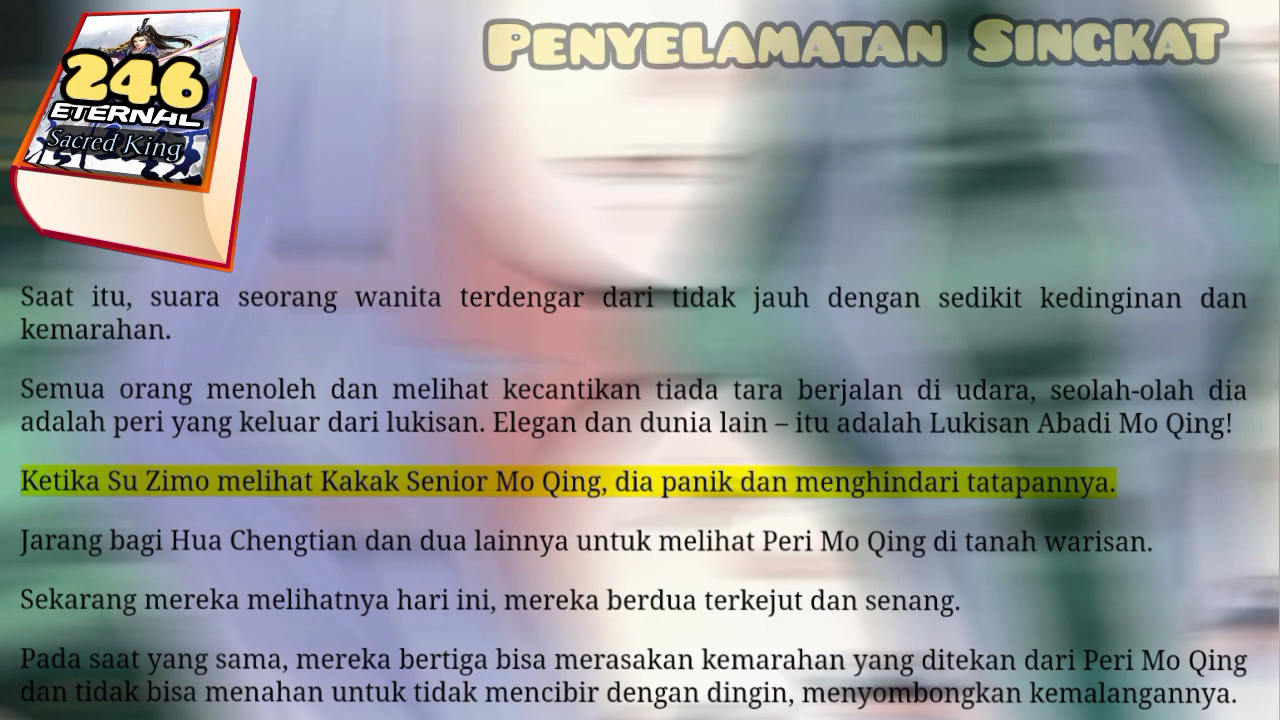 Penyelamatan Singkat
246
ETERNAL
Sacred King
Saat itu, suara seorang wanita terdengar dari tidak jauh dengan sedikit kedinginan dan
kemarahan.
Semua orang menoleh dan melihat kecantikan tiada tara berjalan di udara, seolah-olah dia
adalah peri yang keluar dari lukisan. Elegan dan dunia lain – itu adalah Lukisan Abadi Mo Qing!
Ketika Su Zimo melihat Kakak Senior Mo Qing, dia panik dan menghindari tatapannya.
Jarang bagi Hua Chengtian dan dua lainnya untuk melihat Peri Mo Qing di tanah warisan.
Sekarang mereka melihatnya hari ini, mereka berdua terkejut dan senang.
Pada saat yang sama, mereka bertiga bisa merasakan kemarahan yang ditekan dari Peri Mo Qing
dan tidak bisa menahan untuk tidak mencibir dengan dingin, menyombongkan kemalangannya.